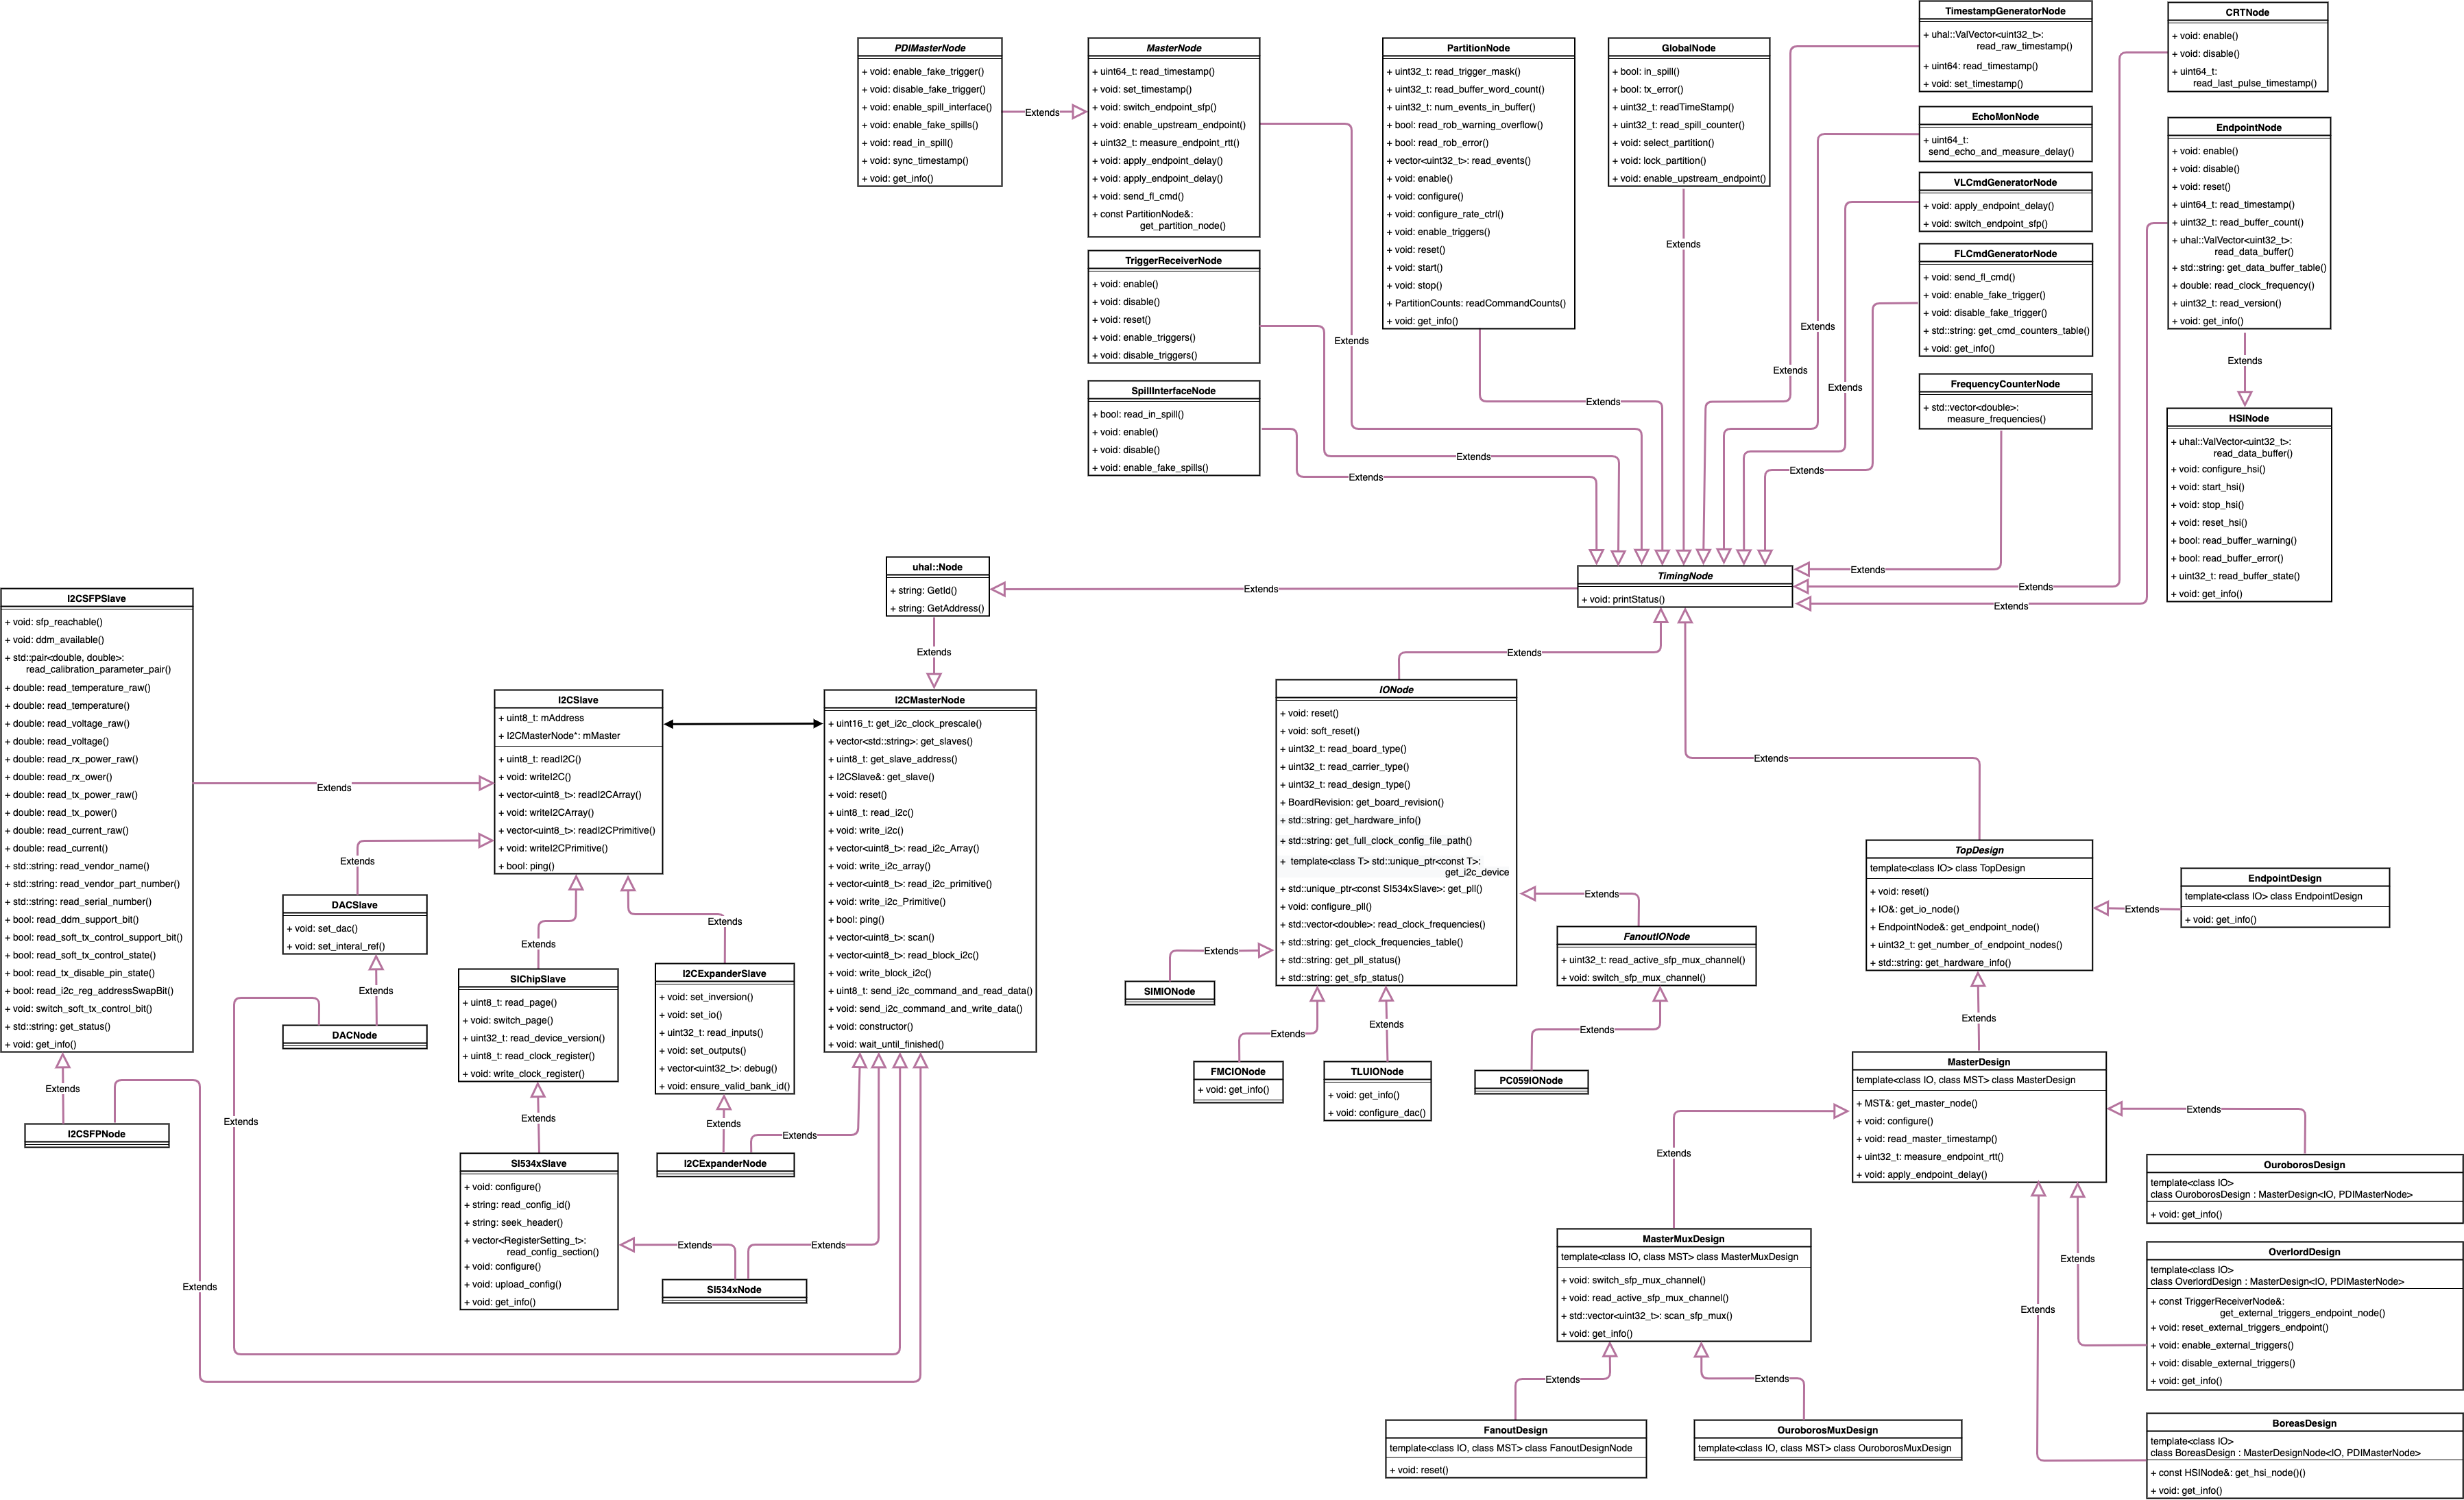 PDIMasterNode
+ void: enable_fake_trigger()
+ void: disable_fake_trigger()
+ void: enable_spill_interface()
+ void: enable_fake_spills()
+ void: read_in_spill()
+ void: sync_timestamp()
+ void: get_info()
Extends
MasterNode
+ uint64_t: read_timestamp()
+ void: set_timestamp()
+ void: switch_endpoint_sfp()
+ void: enable_upstream_endpoint()
+ uint32_t: measure_endpoint_rtt()
+ void: apply_endpoint_delay()
+ void: apply_endpoint_delay()
+ void: send_fl_cmd()
+ const PartitionNode&:
get_partition_node()
Extends
TriggerReceiverNode
+ void: enable()
+ void: disable()
+ void: reset()
+ void: enable_triggers()
+ void: disable_triggers()
Extends
SpillInterfaceNode
+ bool: read_in_spill()
+ void: enable()
+ void: disable()
+ void: enable_fake_spills()
Extends
PartitionNode
+ uint32_t: read_trigger_mask()
+ uint32_t: read_buffer_word_count()
+ uint32_t: num_events_in_buffer()
+ bool: read_rob_warning_overflow()
+ bool: read_rob_error()
+ vector<uint32_t>: read_events()
+ void: enable()
+ void: configure()
+ void: configure_rate_ctrl()
+ void: enable_triggers()
+ void: reset()
+ void: start()
+ void: stop()
+ PartitionCounts: readCommandCounts()
+ void: get_info()
Extends
GlobalNode
+ bool: in_spill()
+ bool: tx_error()
+ uint32_t: readTimeStamp()
+ uint32_t: read_spill_counter()
+ void: select_partition()
+ void: lock_partition()
+ void: enable_upstream_endpoint()
Extends
TimestampGeneratorNode
+ uhal::ValVector<uint32_t>:
read_raw_timestamp()
+ uint64: read_timestamp()
+ void: set_timestamp()
Extends
EchoMonNode
+ uint64_t:
send_echo_and_measure_delay()
Extends
VLCmdGeneratorNode
+ void: apply_endpoint_delay()
+ void: switch_endpoint_sfp()
Extends
FLCmdGeneratorNode
+ void: send_fl_cmd()
+ void: enable_fake_trigger()
+ void: disable_fake_trigger()
+ std::string: get_cmd_counters_table()
+ void: get_info()
Extends
FrequencyCounterNode
+ std::vector<double>:
measure_frequencies()
Extends
CRTNode
+ void: enable()
+ void: disable()
+ uint64_t:
read_last_pulse_timestamp()
Extends
EndpointNode
+ void: enable()
+ void: disable()
+ void: reset()
+ uint64_t: read_timestamp()
+ uint32_t: read_buffer_count()
+ uhal::ValVector<uint32_t>:
read_data_buffer()
+ std::string: get_data_buffer_table()
+ double: read_clock_frequency()
+ uint32_t: read_version()
+ void: get_info()
Extends
Extends
HSINode
+ uhal::ValVector<uint32_t>:
read_data_buffer()
+ void: configure_hsi()
+ void: start_hsi()
+ void: stop_hsi()
+ void: reset_hsi()
+ bool: read_buffer_warning()
+ bool: read_buffer_error()
+ uint32_t: read_buffer_state()
+ void: get_info()
TimingNode
+ void: printStatus()
Extends
uhal::Node
+ string: GetId()
+ string: GetAddress()
Extends
I2CSFPSlave
+ void: sfp_reachable()
+ void: ddm_available()
+ std::pair<double, double>:
read_calibration_parameter_pair()
+ double: read_temperature_raw()
+ double: read_temperature()
+ double: read_voltage_raw()
+ double: read_voltage()
+ double: read_rx_power_raw()
+ double: read_rx_ower()
+ double: read_tx_power_raw()
+ double: read_tx_power()
+ double: read_current_raw()
+ double: read_current()
+ std::string: read_vendor_name()
+ std::string: read_vendor_part_number()
+ std::string: read_serial_number()
+ bool: read_ddm_support_bit()
+ bool: read_soft_tx_control_support_bit()
+ bool: read_soft_tx_control_state()
+ bool: read_tx_disable_pin_state()
+ bool: read_i2c_reg_addressSwapBit()
+ void: switch_soft_tx_control_bit()
+ std::string: get_status()
+ void: get_info()
Extends
Extends
I2CSFPNode
Extends
I2CSlave
+ uint8_t: mAddress
+ I2CMasterNode*: mMaster
+ uint8_t: readI2C()
+ void: writeI2C()
+ vector<uint8_t>: readI2CArray()
+ void: writeI2CArray()
+ vector<uint8_t>: readI2CPrimitive()
+ void: writeI2CPrimitive()
+ bool: ping()
Extends
DACSlave
+ void: set_dac()
+ void: set_interal_ref()
Extends
DACNode
Extends
Extends
SIChipSlave
+ uint8_t: read_page()
+ void: switch_page()
+ uint32_t: read_device_version()
+ uint8_t: read_clock_register()
+ void: write_clock_register()
Extends
SI534xSlave
+ void: configure()
+ string: read_config_id()
+ string: seek_header()
+ vector<RegisterSetting_t>:
read_config_section()
+ void: configure()
+ void: upload_config()
+ void: get_info()
Extends
Extends
I2CExpanderSlave
+ void: set_inversion()
+ void: set_io()
+ uint32_t: read_inputs()
+ void: set_outputs()
+ vector<uint32_t>: debug()
+ void: ensure_valid_bank_id()
Extends
I2CExpanderNode
Extends
SI534xNode
Extends
I2CMasterNode
+ uint16_t: get_i2c_clock_prescale()
+ vector<std::string>: get_slaves()
+ uint8_t: get_slave_address()
+ I2CSlave&: get_slave()
+ void: reset()
+ uint8_t: read_i2c()
+ void: write_i2c()
+ vector<uint8_t>: read_i2c_Array()
+ void: write_i2c_array()
+ vector<uint8_t>: read_i2c_primitive()
+ void: write_i2c_Primitive()
+ bool: ping()
+ vector<uint8_t>: scan()
+ vector<uint8_t>: read_block_i2c()
+ void: write_block_i2c()
+ uint8_t: send_i2c_command_and_read_data()
+ void: send_i2c_command_and_write_data()
+ void: constructor()
+ void: wait_until_finished()
Extends
IONode
+ void: reset()
+ void: soft_reset()
+ uint32_t: read_board_type()
+ uint32_t: read_carrier_type()
+ uint32_t: read_design_type()
+ BoardRevision: get_board_revision()
+ std::string: get_hardware_info()
+ std::string: get_full_clock_config_file_path()
+ template<class T> std::unique_ptr<const T>:
get_i2c_device
+ std::unique_ptr<const SI534xSlave>: get_pll()
+ void: configure_pll()
+ std::vector<double>: read_clock_frequencies()
+ std::string: get_clock_frequencies_table()
+ std::string: get_pll_status()
+ std::string: get_sfp_status()
Extends
SIMIONode
Extends
FMCIONode
+ void: get_info()
Extends
TLUIONode
+ void: get_info()
+ void: configure_dac()
Extends
FanoutIONode
+ uint32_t: read_active_sfp_mux_channel()
+ void: switch_sfp_mux_channel()
Extends
PC059IONode
Extends
TopDesign
template<class IO> class TopDesign
+ void: reset()
+ IO&: get_io_node()
+ EndpointNode&: get_endpoint_node()
+ uint32_t: get_number_of_endpoint_nodes()
+ std::string: get_hardware_info()
Extends
EndpointDesign
template<class IO> class EndpointDesign
+ void: get_info()
Extends
MasterDesign
template<class IO, class MST> class MasterDesign
+ MST&: get_master_node()
+ void: configure()
+ void: read_master_timestamp()
+ uint32_t: measure_endpoint_rtt()
+ void: apply_endpoint_delay()
Extends
MasterMuxDesign
template<class IO, class MST> class MasterMuxDesign
+ void: switch_sfp_mux_channel()
+ void: read_active_sfp_mux_channel()
+ std::vector<uint32_t>: scan_sfp_mux()
+ void: get_info()
Extends
FanoutDesign
template<class IO, class MST> class FanoutDesignNode
+ void: reset()
Extends
OuroborosMuxDesign
template<class IO, class MST> class OuroborosMuxDesign
Extends
OuroborosDesign
template<class IO>
class OuroborosDesign : MasterDesign<IO, PDIMasterNode>
+ void: get_info()
Extends
OverlordDesign
template<class IO>
class OverlordDesign : MasterDesign<IO, PDIMasterNode>
+ const TriggerReceiverNode&:
get_external_triggers_endpoint_node()
+ void: reset_external_triggers_endpoint()
+ void: enable_external_triggers()
+ void: disable_external_triggers()
+ void: get_info()
Extends
BoreasDesign
template<class IO>
class BoreasDesign : MasterDesignNode<IO, PDIMasterNode>
+ const HSINode&: get_hsi_node()()
+ void: get_info()